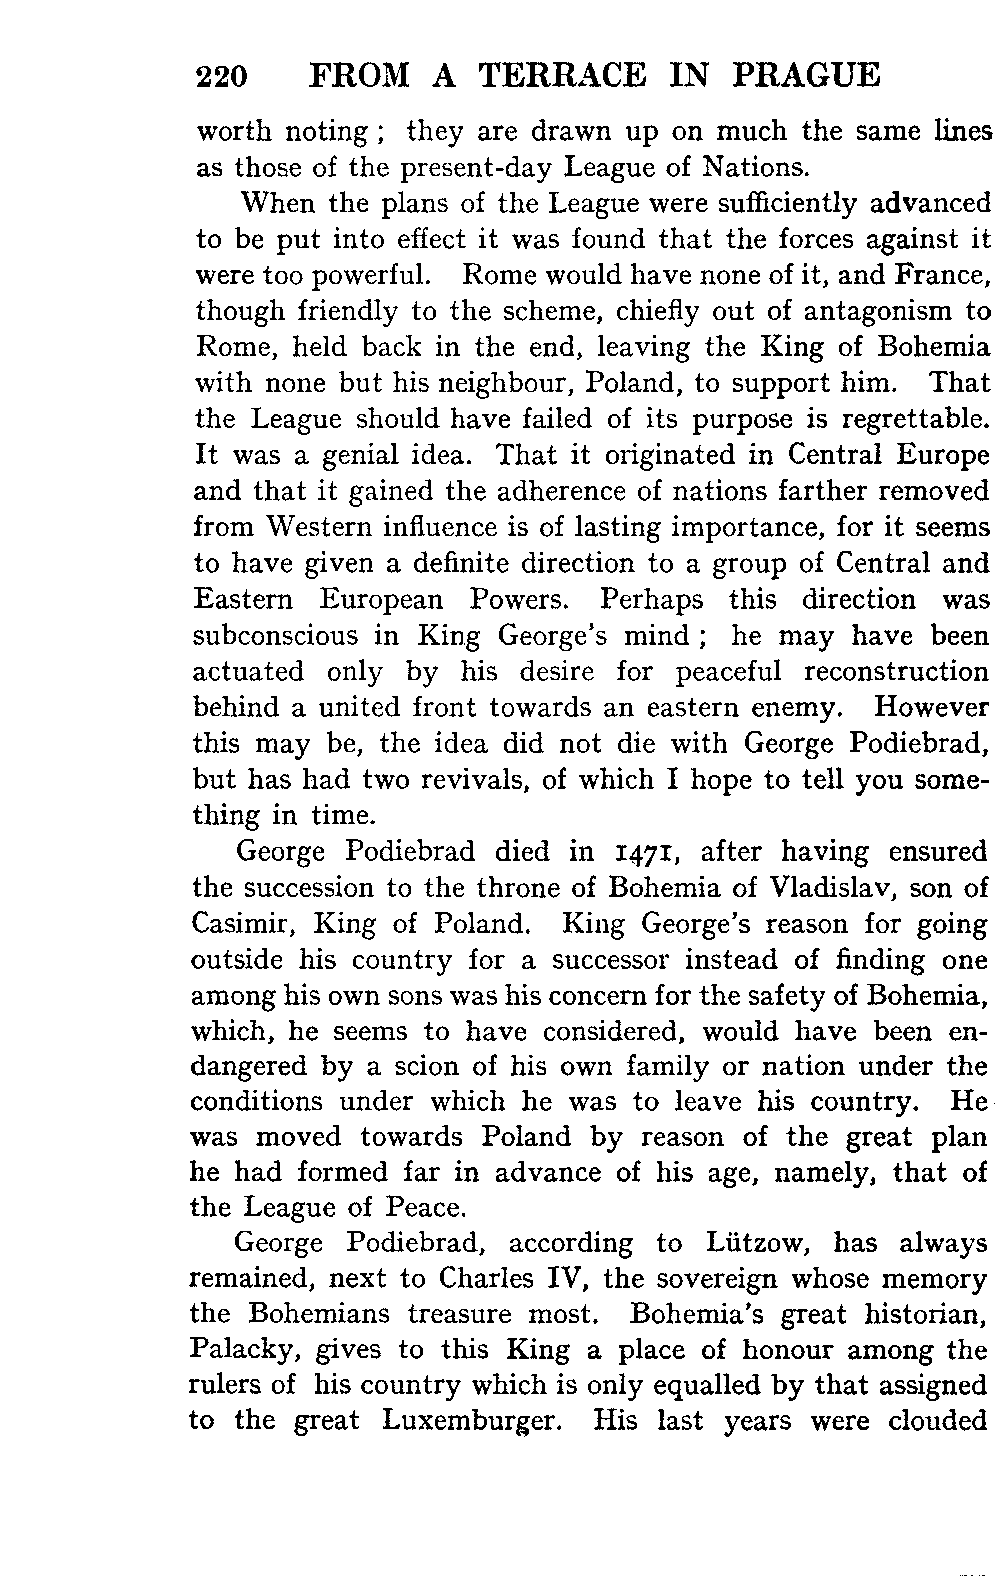 220 FROM A TERRACE IN PRAGUE
worth noting ; they are drawn up on much the same lines
as those of the present-day League of Nations.
When the plans of the League were sufficiently advanced
to be put into effect it was found that the forces against it
were too powerful. Rome would have none of it, and France,
though friendly to the scheme, chiefly out of antagonism to
Rome, held back in the end, leaving the King of Bohemia
with none but his neighbour, Poland, to support him. That
the League should have failed of its purpose is regrettable.
It was a genial idea. That it originated in Central Europe
and that it gained the adherence of nations farther removed
from Western influence is of lasting importance, for it seems
to have given a definite direction to a group of Central and
Eastern European Powers. Perhaps this direction was
subconscious in King George's mind ; he may have been
actuated only by his desire for peaceful reconstruction
behind a united front towards an eastern enemy. However
this may be, the idea did not die with George Podiebrad,
but has had two revivals, of which I hope to tell you some-
thing in time.
George Podiebrad died in 1471, after having ensured
the succession to the throne of Bohemia of Vladislav, son of
Casimir, King of Poland. King George's reason for going
outside his country for a successor instead of finding one
among his own sons was his concern for the safety of Bohemia,
which, he seems to have considered, would have been en-
dangered by a scion of his own family or nation under the
conditions under which he was to leave his country. He
was moved towards Poland by reason of the great plan
he had formed far in advance of his age, namely, that of
the League of Peace.
George Podiebrad, according to Lützow, has always
remained, next to Charles IV, the sovereign whose memory
the Bohemians treasure most. Bohemia's great historian,
Palacky, gives to this King a place of honour among the
rulers of his country which is only equalled by that assigned
to the great Luxemburger. His last years were clouded